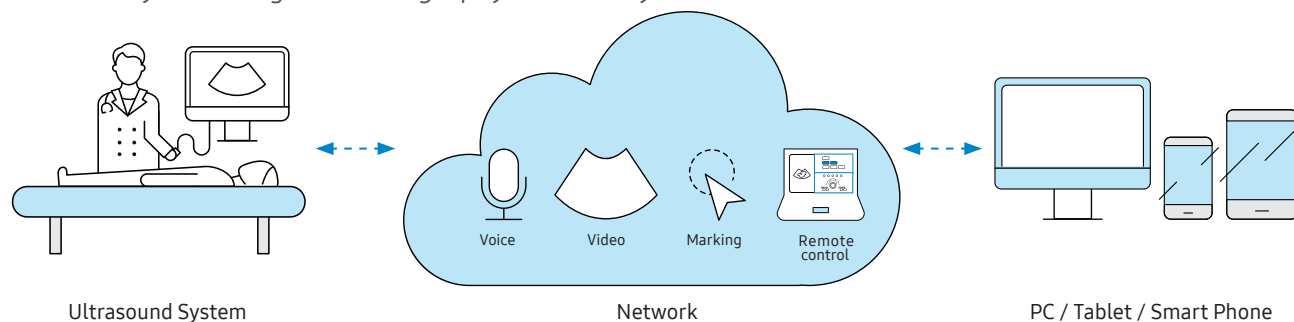 Voice
Video
Marking
Remote
control
Ultrasound System
Network
PC / Tablet / Smart Phone